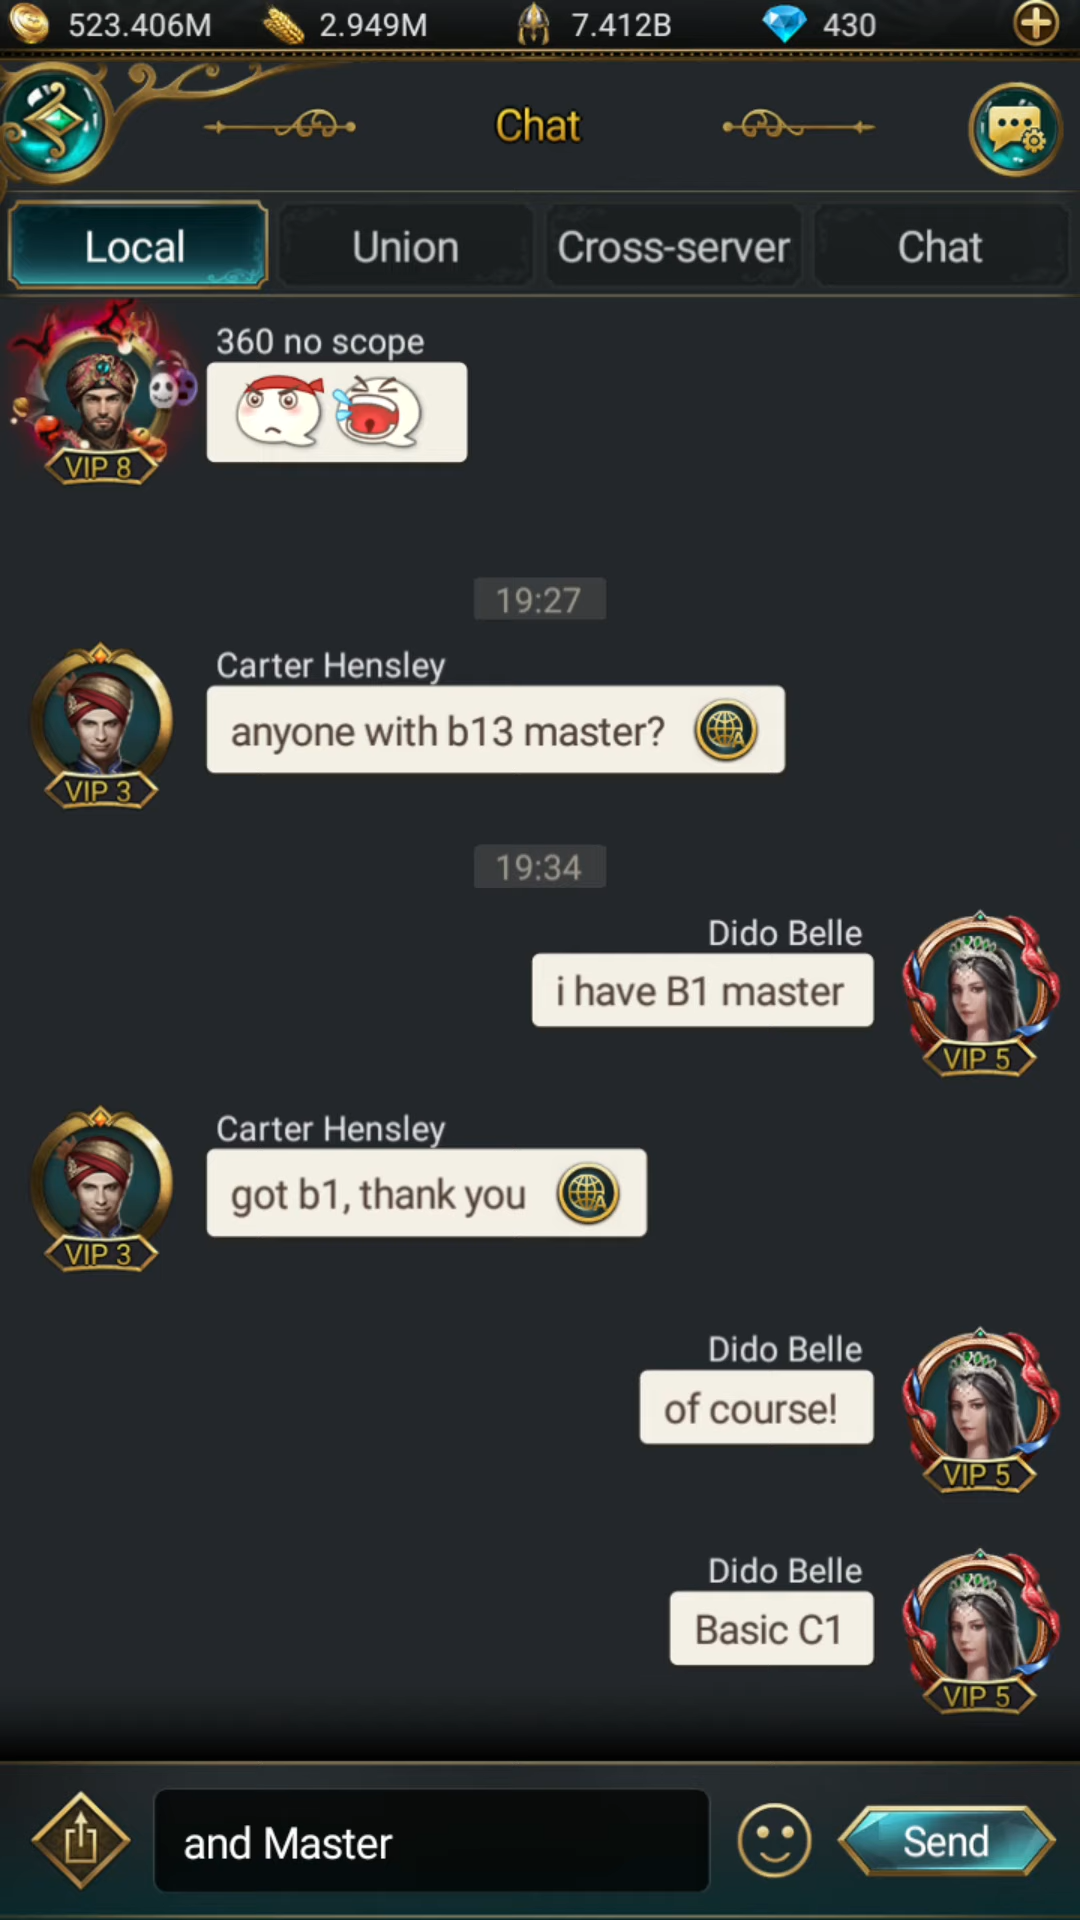 523.406M 2.949M 7.412B 430
Chat
Local Union Cross-server Chat
360 no scope
VIP 8
19:27
Carter Hensley
anyone with b13 master?
VIP 3
19:34
Dido Belle
i have B1 master
VIP 5
Carter Hensley
got b1, thank you
VIP 3
Dido Belle
of course!
VIP 5
Dido Belle
Basic C1
VIP 5
and Master Send